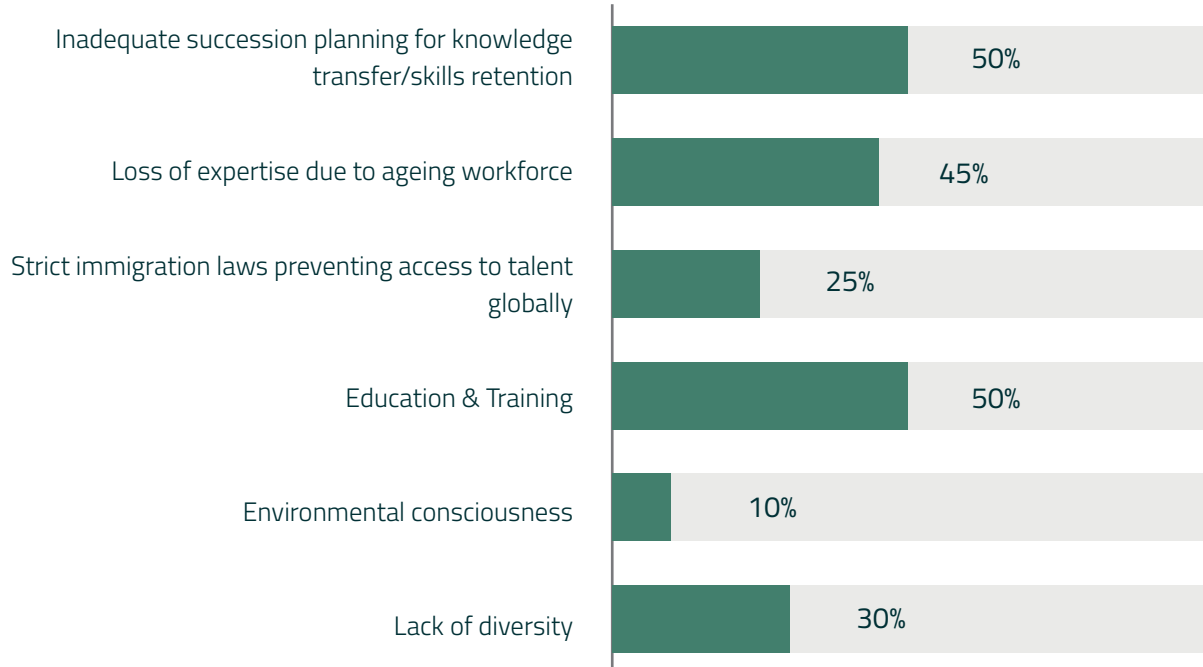 Inadequate succession planning for knowledge
transfer/skills retention
50%
Loss of expertise due to ageing workforce
45%
Strict immigration laws preventing access to talent
globally
25%
Education & Training
50%
Environmental consciousness
10%
Lack of diversity
30%